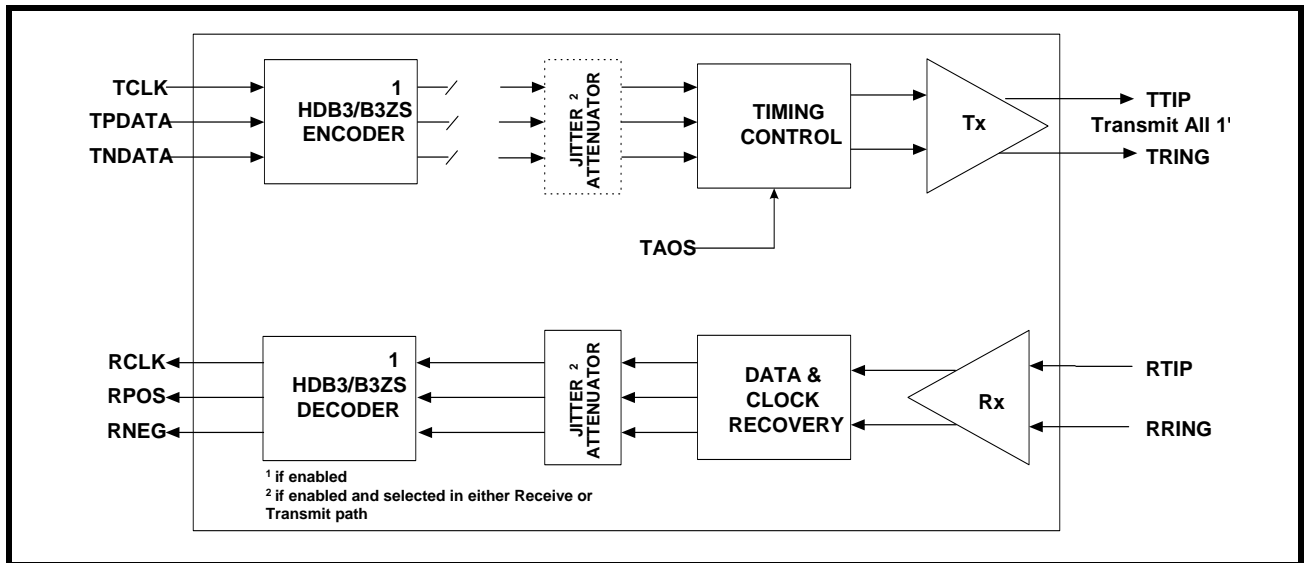 TCLK
TPDATA
TNDATA
1
HDB3/B3ZS
ENCODER
JITTER 2
ATTENUATOR
TIMING
CONTROL
Tx
TTIP
Transmit All 1'
TRING
TAOS
RCLK
RPOS
RNEG
1
HDB3/B3ZS
DECODER
JITTER 2
ATTENUATOR
DATA &
CLOCK
RECOVERY
Rx
RTIP
RRING
1 if enabled
2 if enabled and selected in either Receive or
Transmit path